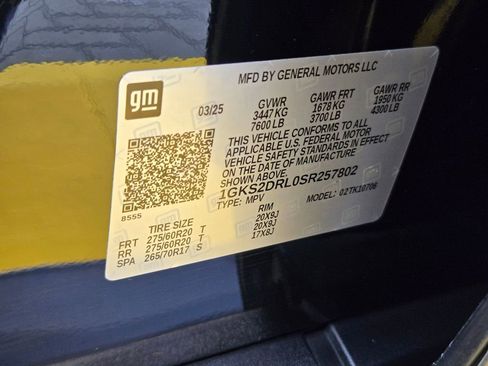 MFD BY GENERAL MOTORS LLC
gm
03/25
GVWR GAWR FRT GAWR RR
3447 KG 1678 KG 1950 KG
7600 LB 3700 LB 4300 LB
THIS VEHICLE CONFORMS TO ALL
APPLICABLE U.S. FEDERAL MOTOR
VEHICLE SAFETY STANDARDS IN EFFECT
ON THE DATE OF MANUFACTURE
SHOWN ABOVE.
1GKS2DRL0SR257802
TYPE: MPV MODEL: 02TK10706
8555
TIRE SIZE RIM
FRT 275/60R20 T 20X9J
RR 275/60R20 T 20X9J
SPA 265/70R17 S 17X8J